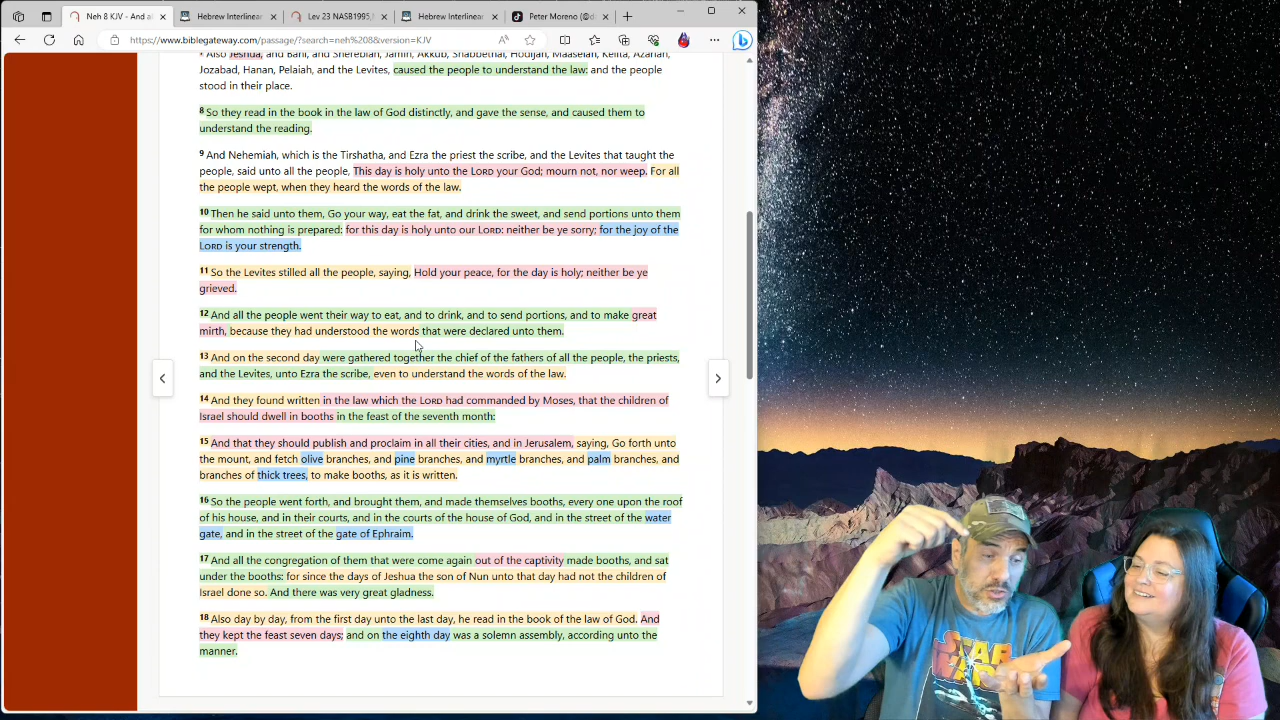 Neh 8 KJV - And al
Hebrew Interlinear
Lev 23 NASB1995,
Hebrew Interlinear
Peter Moreno (@d
https://www.biblegateway.com/passage/?search=neh%208&version=KJV
7 Also Jeshua, and Bani, and Sherebiah, Jamin, Akkub, Shabbethai, Hodijah, Maaseiah, Kelita, Azariah,
Jozabad, Hanan, Pelaiah, and the Levites, caused the people to understand the law: and the people
stood in their place.
8 So they read in the book in the law of God distinctly, and gave the sense, and caused them to
understand the reading.
9 And Nehemiah, which is the Tirshatha, and Ezra the priest the scribe, and the Levites that taught the
people, said unto all the people, This day is holy unto the LORD your God; mourn not, nor weep. For all
the people wept, when they heard the words of the law.
10 Then he said unto them, Go your way, eat the fat, and drink the sweet, and send portions unto them
for whom nothing is prepared: for this day is holy unto our LORD: neither be ye sorry; for the joy of the
LORD is your strength.
11 So the Levites stilled all the people, saying, Hold your peace, for the day is holy; neither be ye
grieved.
12 And all the people went their way to eat, and to drink, and to send portions, and to make great
mirth, because they had understood the words that were declared unto them.
13 And on the second day were gathered together the chief of the fathers of all the people, the priests,
and the Levites, unto Ezra the scribe, even to understand the words of the law.
14 And they found written in the law which the LORD had commanded by Moses, that the children of
Israel should dwell in booths in the feast of the seventh month:
15 And that they should publish and proclaim in all their cities, and in Jerusalem, saying, Go forth unto
the mount, and fetch olive branches, and pine branches, and myrtle branches, and palm branches, and
branches of thick trees, to make booths, as it is written.
16 So the people went forth, and brought them, and made themselves booths, every one upon the roof
of his house, and in their courts, and in the courts of the house of God, and in the street of the water
gate, and in the street of the gate of Ephraim.
17 And all the congregation of them that were come again out of the captivity made booths, and sat
under the booths: for since the days of Jeshua the son of Nun unto that day had not the children of
Israel done so. And there was very great gladness.
18 Also day by day, from the first day unto the last day, he read in the book of the law of God. And
they kept the feast seven days; and on the eighth day was a solemn assembly, according unto the
manner.
STAR